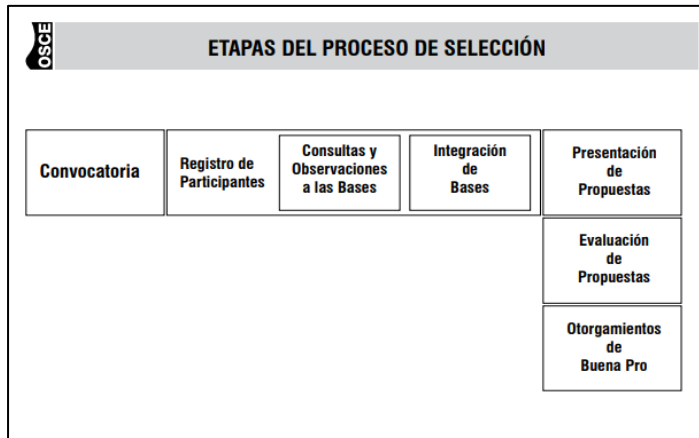 OSCE
ETAPAS DEL PROCESO DE SELECCIÓN
Convocatoria
Registro de
Participantes
Consultas y
Observaciones
a las Bases
Integración
de
Bases
Presentación
de
Propuestas
Evaluación
de
Propuestas
Otorgamientos
de
Buena Pro